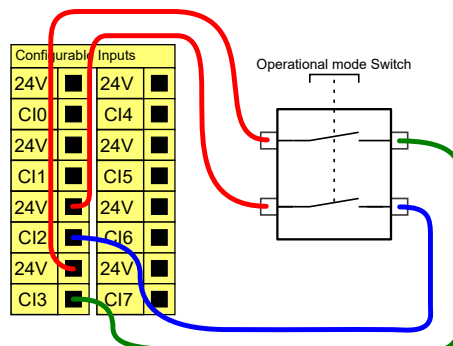 Configurable Inputs
24V 24V
CI0 CI4
24V 24V
CI1 CI5
24V 24V
CI2 CI6
24V 24V
CI3 CI7
Operational mode Switch